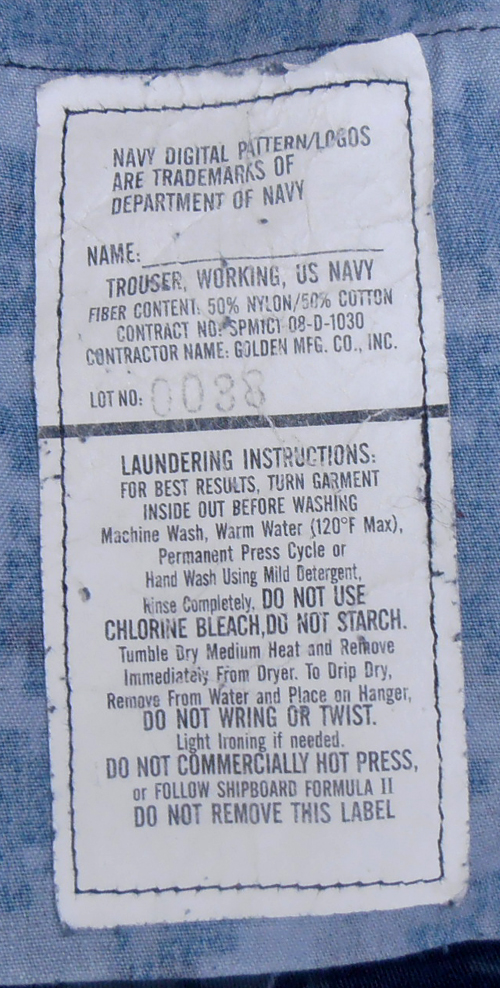 NAVY DIGITAL PATTERN/LOGOS
ARE TRADEMARKS OF
DEPARTMENT OF NAVY
NAME:
TROUSER, WORKING, US NAVY
FIBER CONTENT: 50% NYLON/50% COTTON
CONTRACT NO: SPM1C1 08-D-1030
CONTRACTOR NAME: GOLDEN MFG. CO., INC.
LOT NO: 0038
LAUNDERING INSTRUCTIONS:
FOR BEST RESULTS, TURN GARMENT
INSIDE OUT BEFORE WASHING
Machine Wash, Warm Water (120°F Max),
Permanent Press Cycle or
Hand Wash Using Mild Detergent,
Rinse Completely, DO NOT USE
CHLORINE BLEACH, DO NOT STARCH.
Tumble Dry Medium Heat and Remove
Immediately From Dryer. To Drip Dry,
Remove From Water and Place on Hanger,
DO NOT WRING OR TWIST.
Light Ironing if needed.
DO NOT COMMERCIALLY HOT PRESS,
or FOLLOW SHIPBOARD FORMULA II
DO NOT REMOVE THIS LABEL